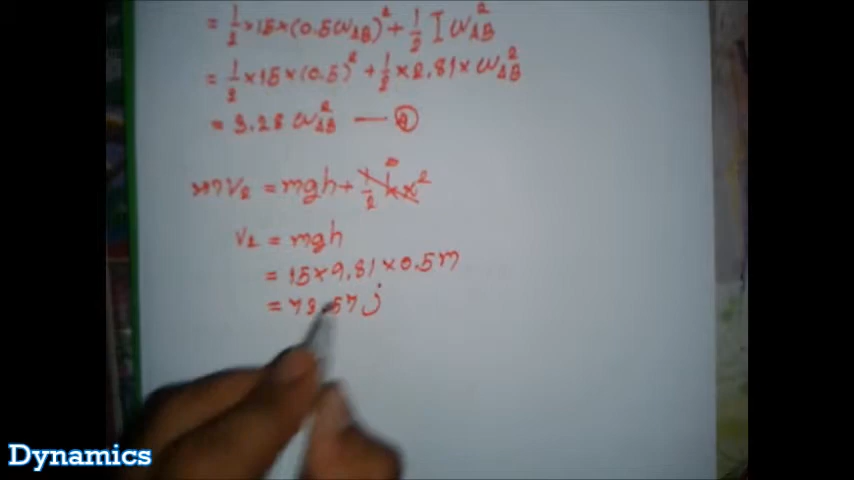 = 1/2 × 15 × (0.5ω_AB)² + 1/2 I ω_AB²
= 1/2 × 15 × (0.5)² + 1/2 × 2.81 × ω_AB²
= 3.28 ω_AB² — ④
V₂ = mgh + 1/2 kx² 0
V₂ = mgh
= 15 × 9.81 × 0.5m
= 73.57 j
Dynamics